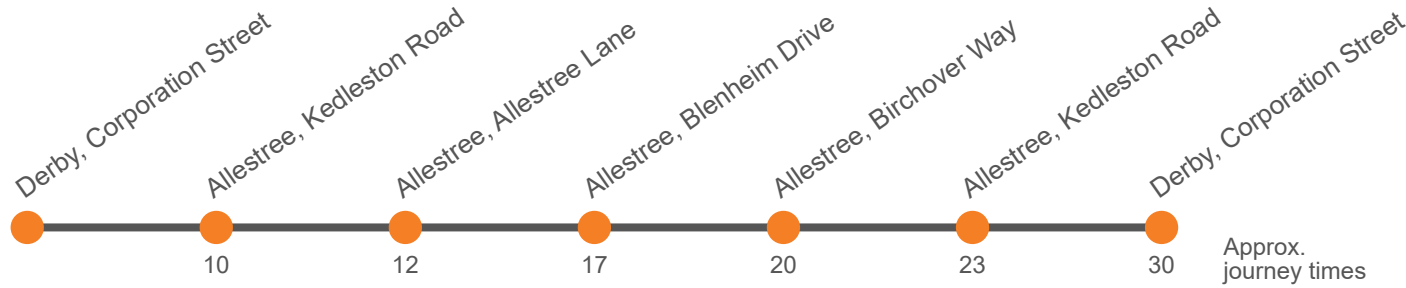 Derby, Corporation Street
Allestree, Kedleston Road
Allestree, Allestree Lane
Allestree, Blenheim Drive
Allestree, Birchover Way
Allestree, Kedleston Road
Derby, Corporation Street
10
12
17
20
23
30
Approx.
journey times